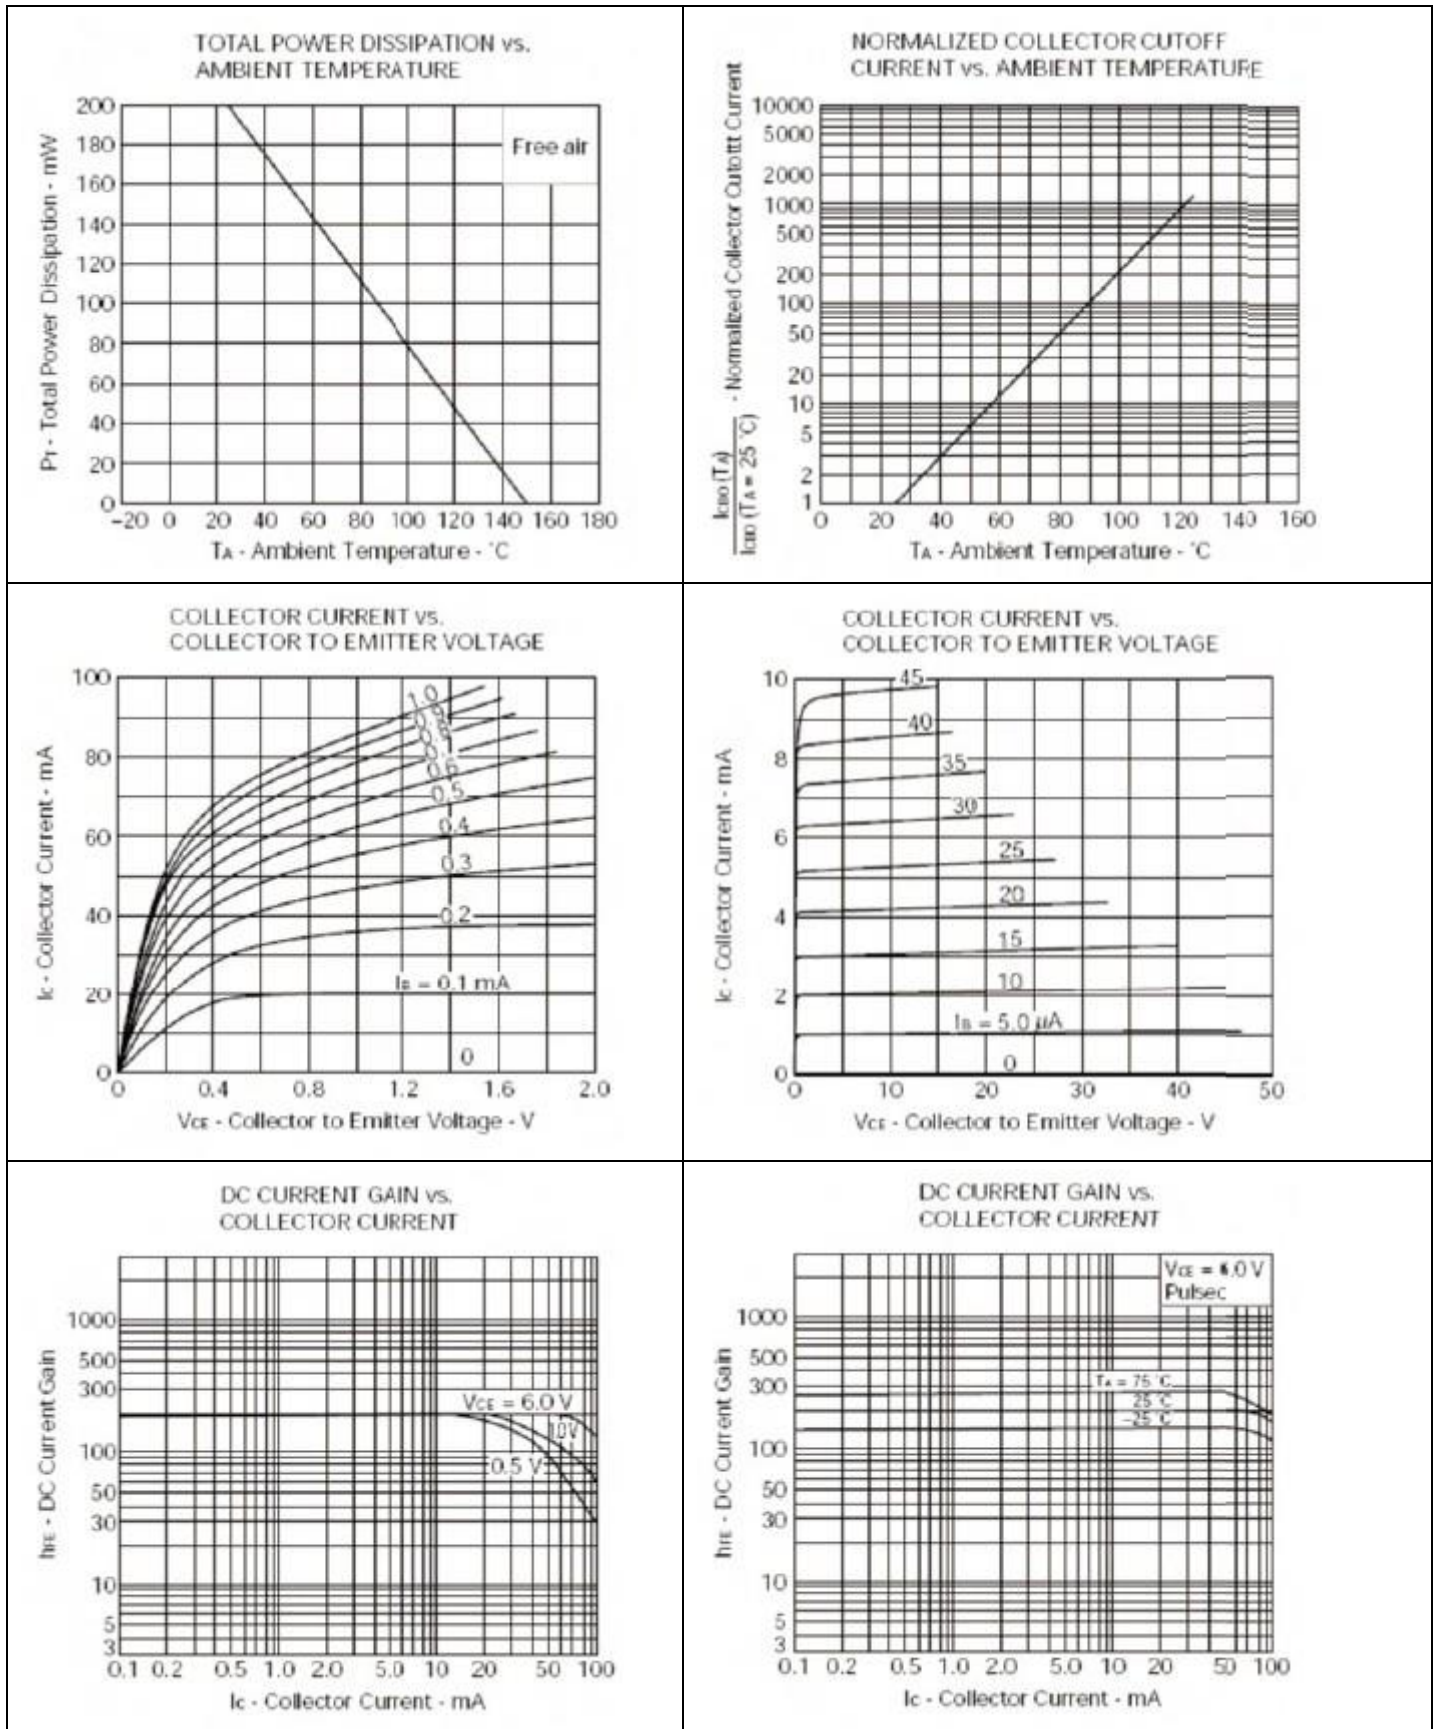 TOTAL POWER DISSIPATION vs.
AMBIENT TEMPERATURE
PT - Total Power Dissipation - mW
200
180
160
140
120
100
80
60
40
20
0
Free air
-20 0 20 40 60 80 100 120 140 160 180
TA - Ambient Temperature - °C
NORMALIZED COLLECTOR CUTOFF
CURRENT vs. AMBIENT TEMPERATURE
ICBO (TA)
ICBO (TA = 25 °C)
- Normalized Collector Cutottt Current
10000
5000
2000
1000
500
200
100
50
20
10
5
2
1
0 20 40 60 80 100 120 140 160
TA - Ambient Temperature - °C
COLLECTOR CURRENT vs.
COLLECTOR TO EMITTER VOLTAGE
IC - Collector Current - mA
100
80
60
40
20
0
1.0
0.6
0.5
0.4
0.3
0.2
IB = 0.1 mA
0
0 0.4 0.8 1.2 1.6 2.0
VCE - Collector to Emitter Voltage - V
COLLECTOR CURRENT vs.
COLLECTOR TO EMITTER VOLTAGE
IC - Collector Current - mA
10
8
6
4
2
0
45
40
35
30
25
20
15
10
IB = 5.0 µA
0
0 10 20 30 40 50
VCE - Collector to Emitter Voltage - V
DC CURRENT GAIN vs.
COLLECTOR CURRENT
hFE - DC Current Gain
1000
500
300
100
50
30
10
5
3
VCE = 6.0 V
1.0V
0.5 V
0.1 0.2 0.5 1.0 2.0 5.0 10 20 50 100
IC - Collector Current - mA
DC CURRENT GAIN vs.
COLLECTOR CURRENT
hFE - DC Current Gain
1000
500
300
100
50
30
10
5
3
VCE = 6.0 V
Pulsec
TA = 75 °C
25 °C
-25 °C
0.1 0.2 0.5 1.0 2.0 5.0 10 20 50 100
IC - Collector Current - mA